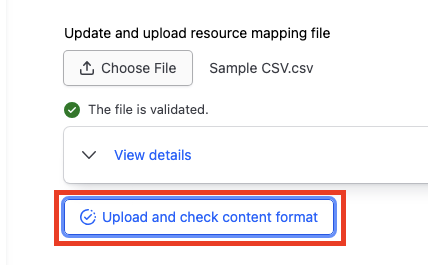 Update and upload resource mapping file
Choose File Sample CSV.csv
The file is validated.
View details
Upload and check content format